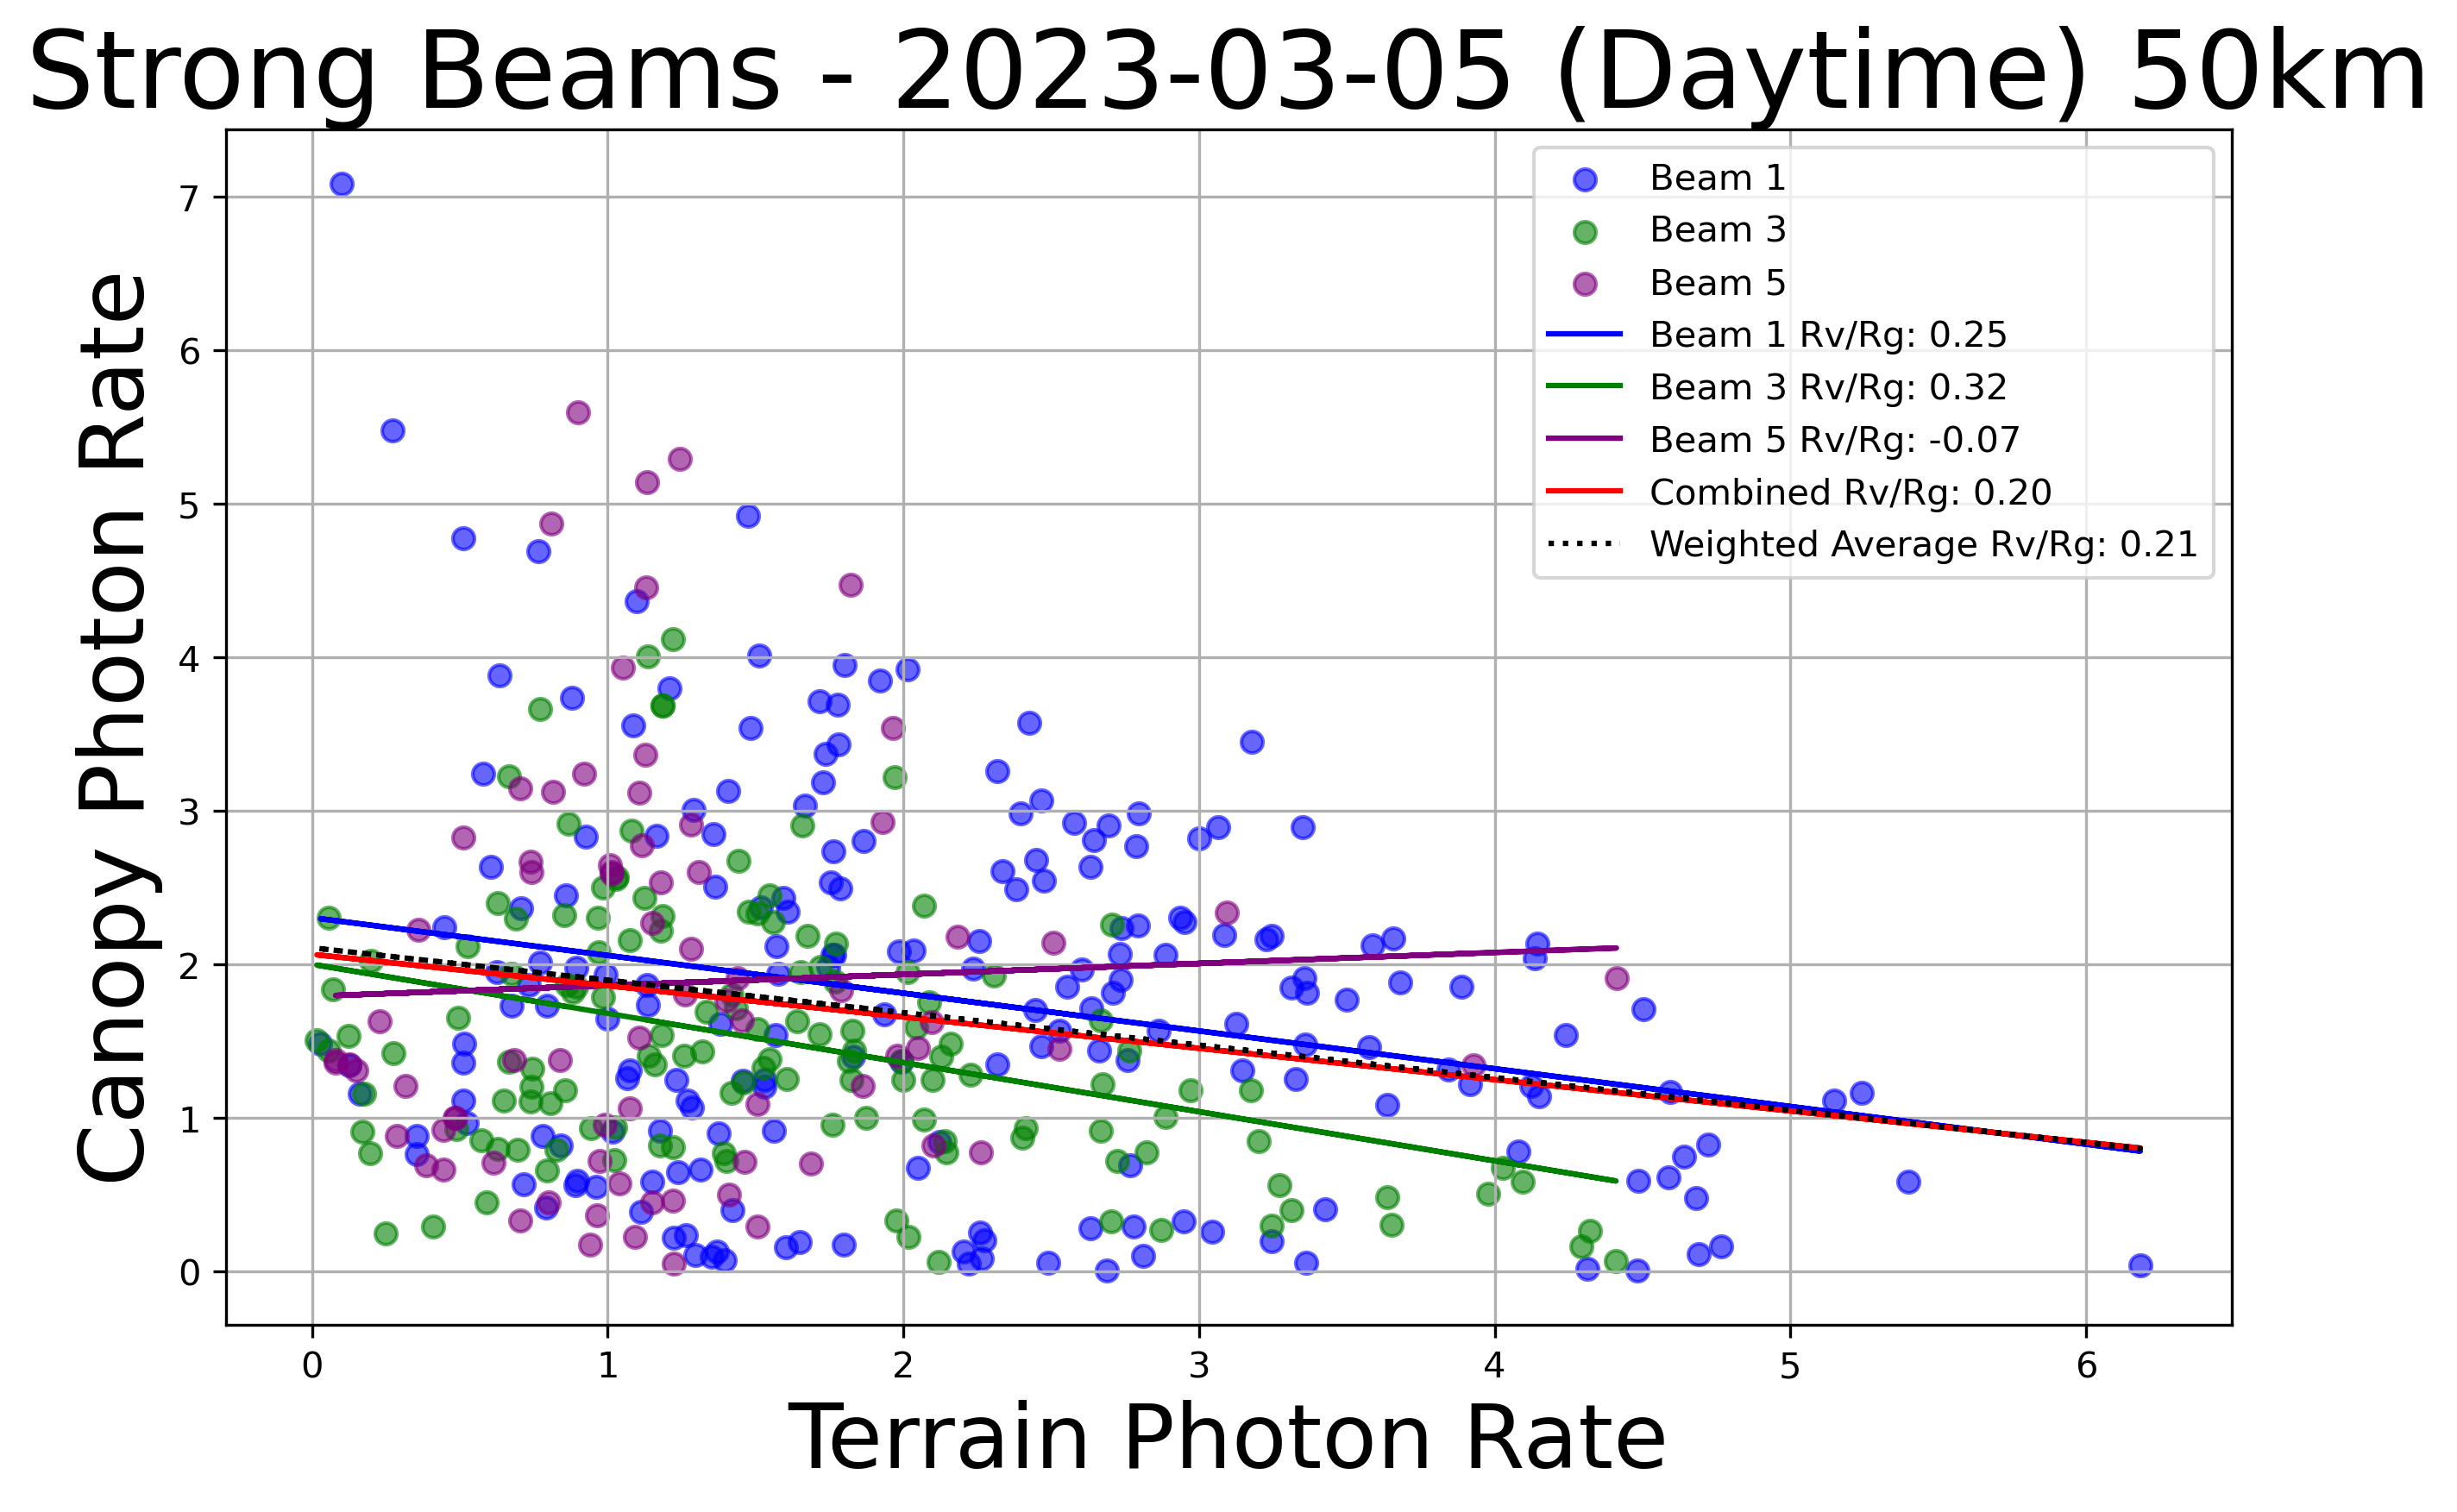 Strong Beams - 2023-03-05 (Daytime) 50km
Canopy Photon Rate
7
6
5
4
3
2
1
0
Beam 1
Beam 3
Beam 5
Beam 1 Rv/Rg: 0.25
Beam 3 Rv/Rg: 0.32
Beam 5 Rv/Rg: -0.07
Combined Rv/Rg: 0.20
Weighted Average Rv/Rg: 0.21
0 1 2 3 4 5 6
Terrain Photon Rate